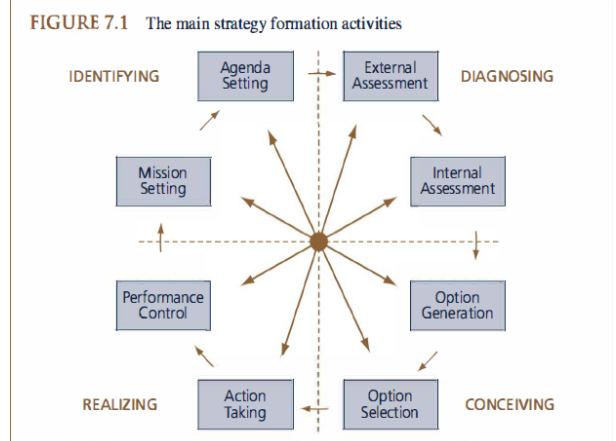 FIGURE 7.1 The main strategy formation activities
IDENTIFYING
Agenda
Setting
External
Assessment
DIAGNOSING
Mission
Setting
Internal
Assessment
Performance
Control
Option
Generation
REALIZING
Action
Taking
Option
Selection
CONCEIVING